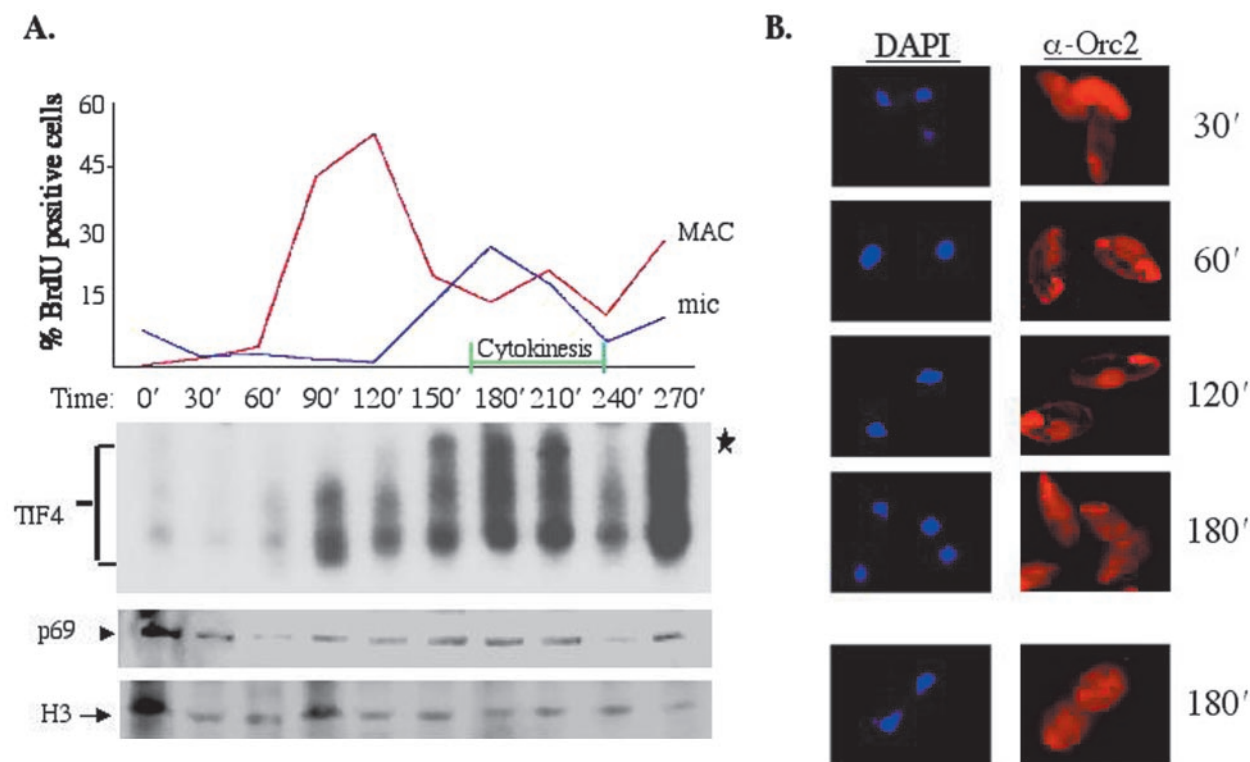 A.
% BrdU positive cells
60
45
30
15
MAC
mic
Cytokinesis
Time: 0′ 30′ 60′ 90′ 120′ 150′ 180′ 210′ 240′ 270′
TIF4
p69
H3
B.
DAPI α-Orc2
30′
60′
120′
180′
180′